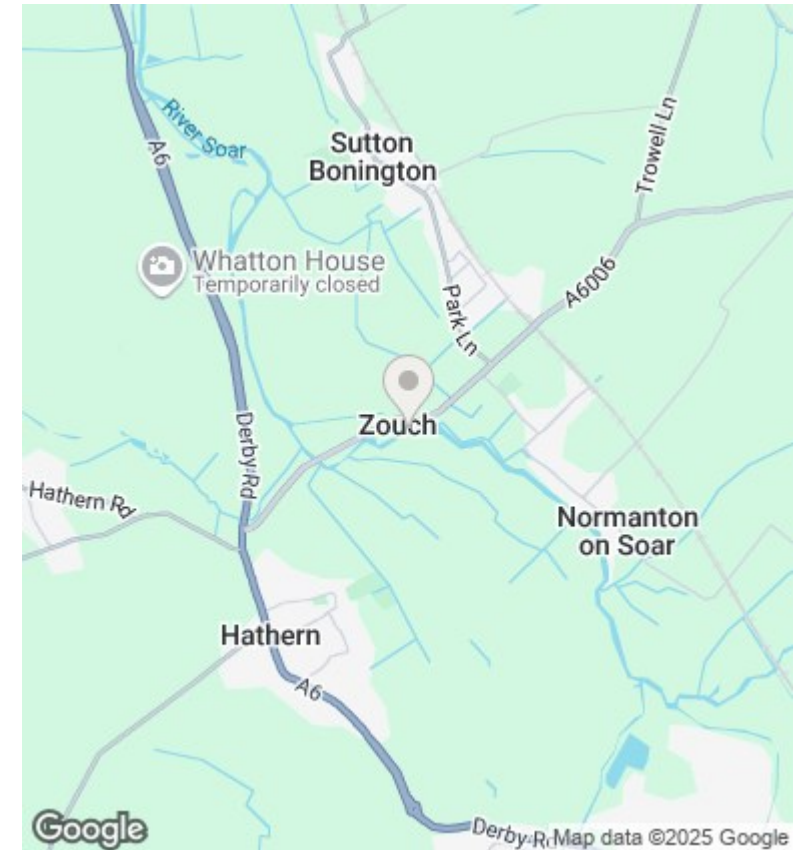 River Soar
A6
Sutton
Bonington
Trowell Ln
Whatton House
Temporarily closed
A6006
Park Ln
Zouch
Derby Rd
Hathern Rd
Normanton
on Soar
Hathern
A6
Derby Rd
Google
Map data ©2025 Google